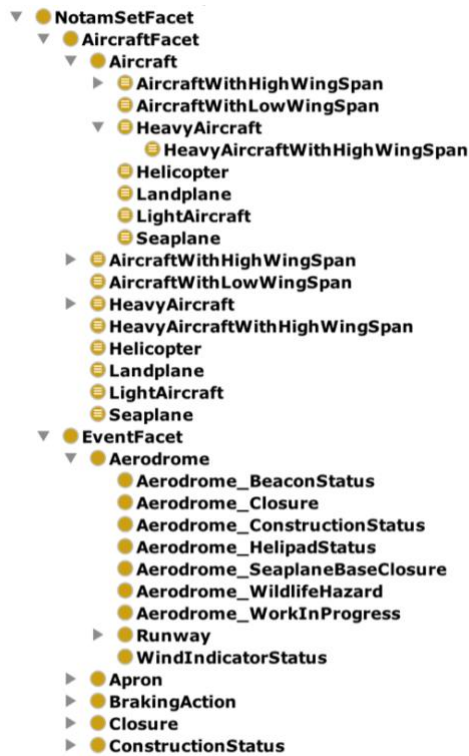 NotamSetFacet
AircraftFacet
Aircraft
AircraftWithHighWingSpan
AircraftWithLowWingSpan
HeavyAircraft
HeavyAircraftWithHighWingSpan
Helicopter
Landplane
LightAircraft
Seaplane
AircraftWithHighWingSpan
AircraftWithLowWingSpan
HeavyAircraft
HeavyAircraftWithHighWingSpan
Helicopter
Landplane
LightAircraft
Seaplane
EventFacet
Aerodrome
Aerodrome_BeaconStatus
Aerodrome_Closure
Aerodrome_ConstructionStatus
Aerodrome_HelipadStatus
Aerodrome_SeaplaneBaseClosure
Aerodrome_WildlifeHazard
Aerodrome_WorkInProgress
Runway
WindIndicatorStatus
Apron
BrakingAction
Closure
ConstructionStatus